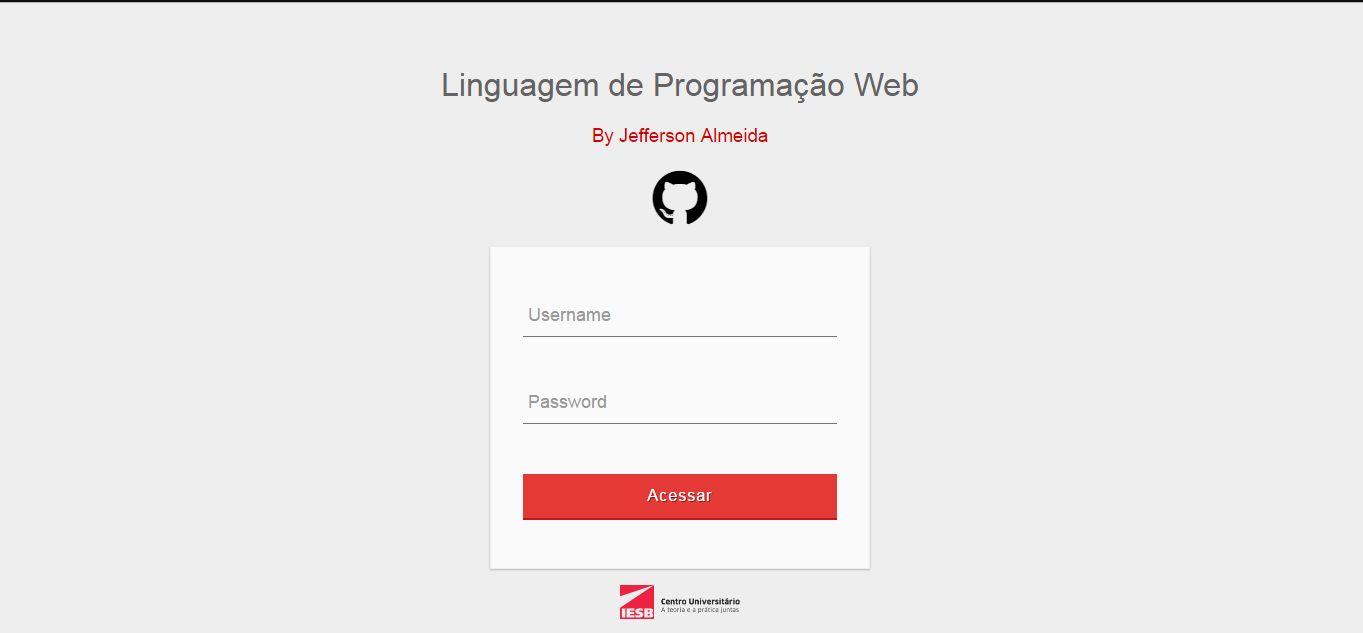 Linguagem de Programação Web
By Jefferson Almeida
Username
Password
Acessar
IESB
Centro Universitário
A teoria e a prática juntas